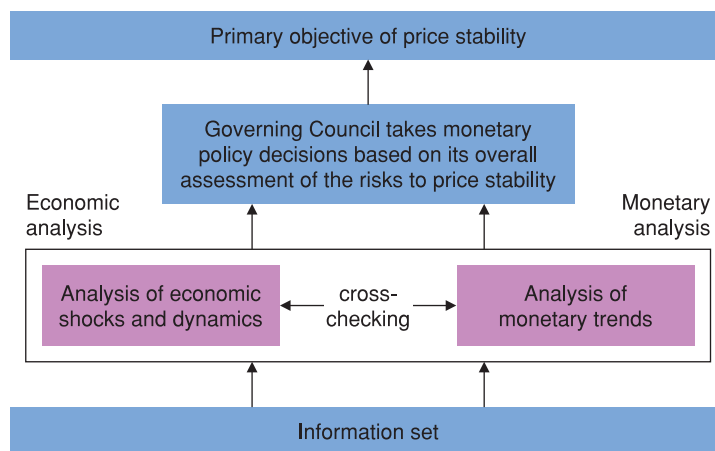 Primary objective of price stability
Governing Council takes monetary
policy decisions based on its overall
assessment of the risks to price stability
Economic
analysis
Monetary
analysis
Analysis of economic
shocks and dynamics
cross-
checking
Analysis of
monetary trends
Information set